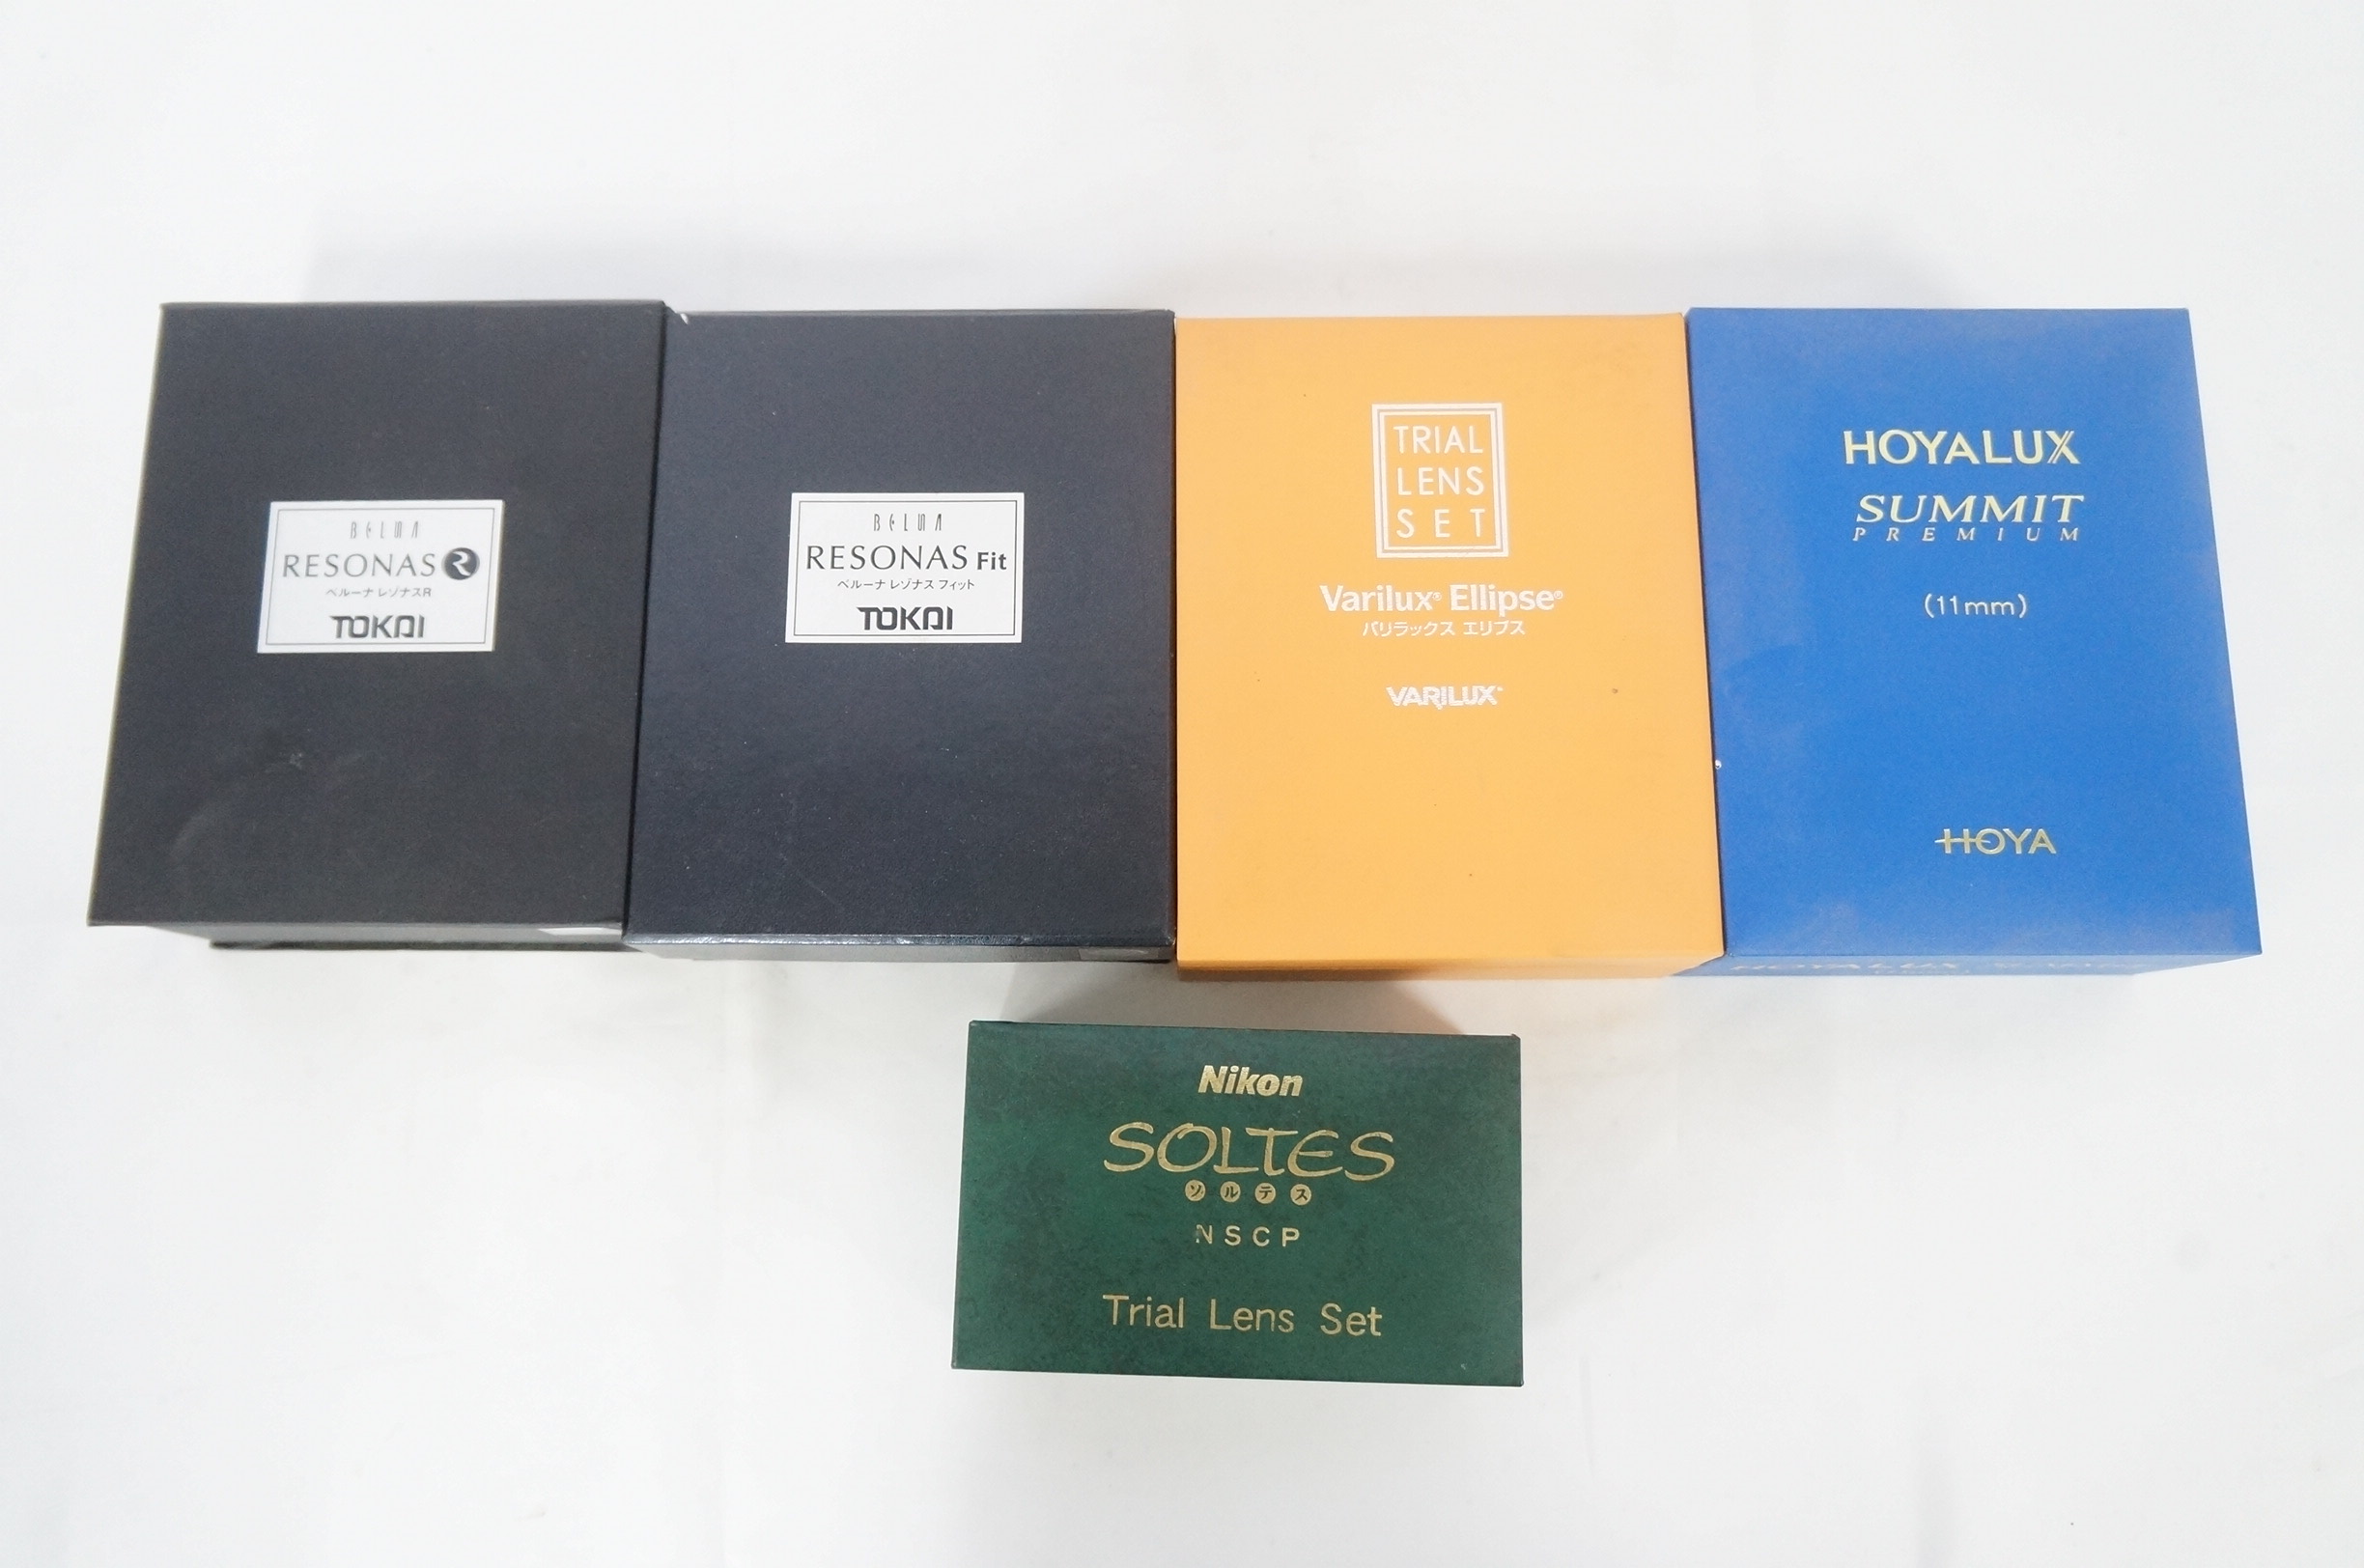 BELNA
RESONAS R
ベルーナ レゾナスR
TOKAI
BELNA
RESONAS Fit
ベルーナ レゾナス フィット
TOKAI
TRIAL
LENS
SET
Varilux® Ellipse®
バリラックス エリプス
VARILUX
HOYALUX
SUMMIT
PREMIUM
(11mm)
HOYA
Nikon
SOLTES
ソルテス
NSCP
Trial Lens Set